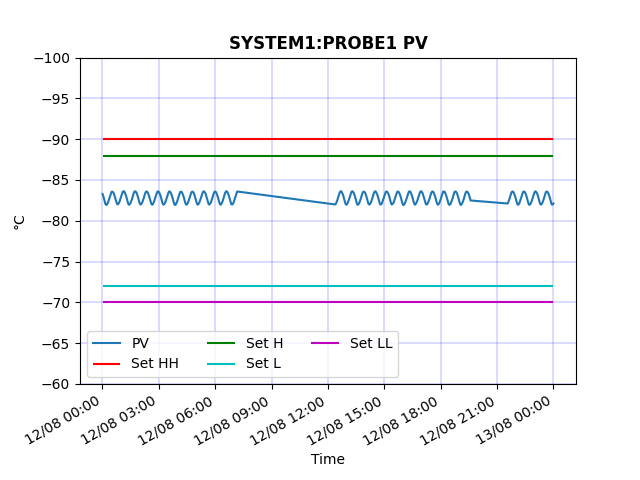 SYSTEM1:PROBE1 PV
−100
−95
−90
−85
−80
−75
−70
−65
−60
°C
PV
Set HH
Set H
Set L
Set LL
12/08 00:00
12/08 03:00
12/08 06:00
12/08 09:00
12/08 12:00
12/08 15:00
12/08 18:00
12/08 21:00
13/08 00:00
Time